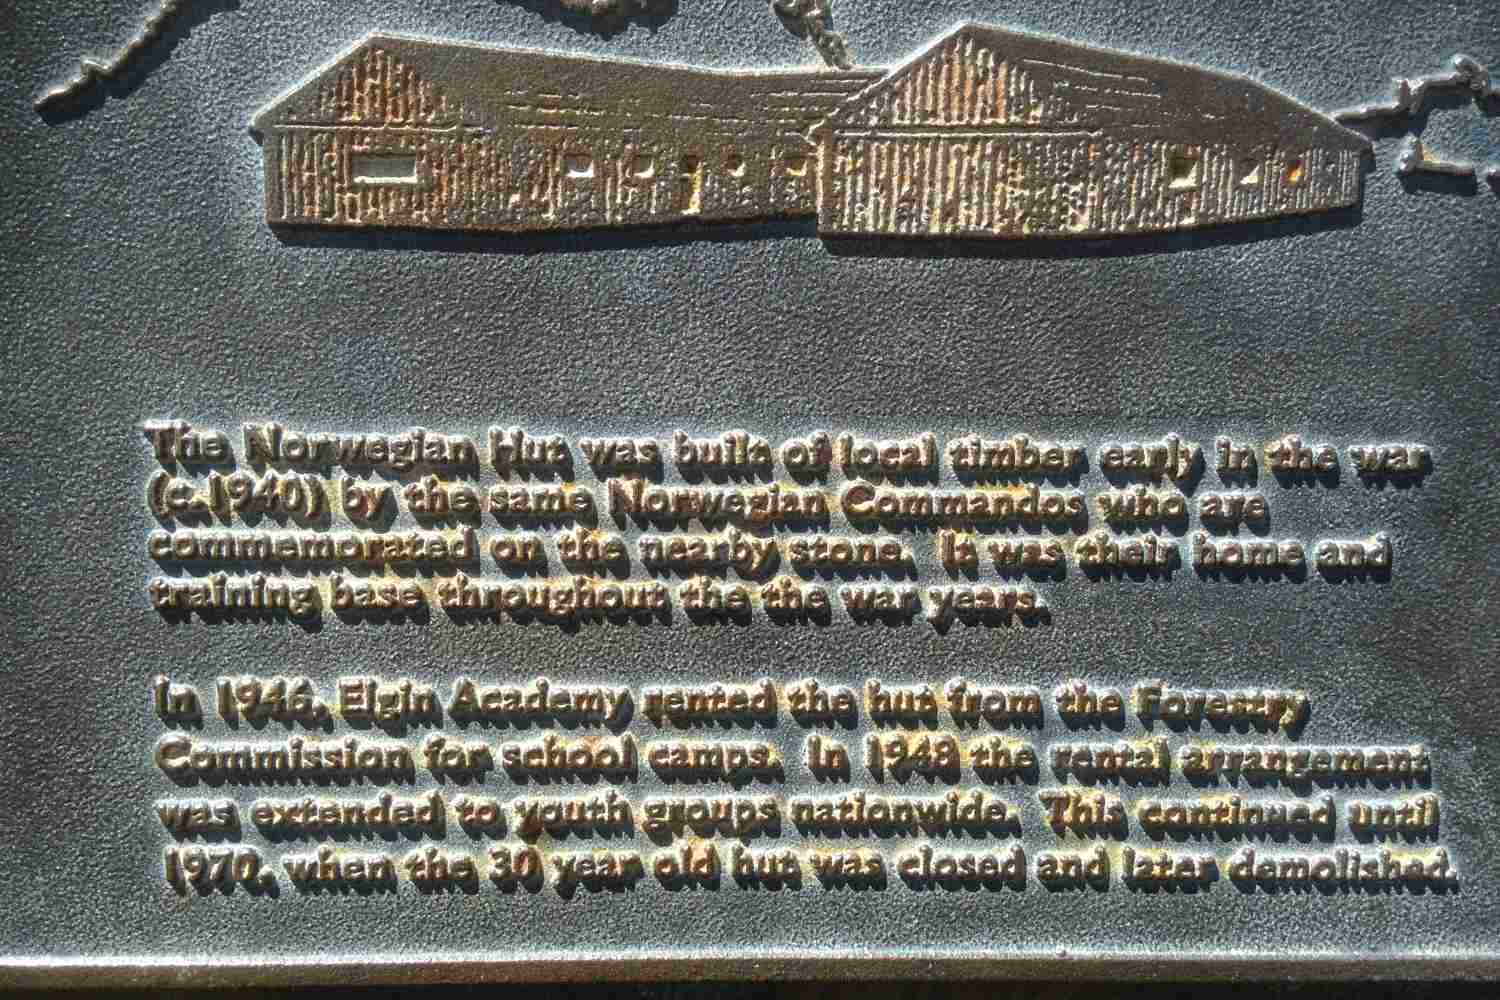 The Norwegian Hut was built of local timber early in the war
(c.1940) by the same Norwegian Commandos who are
commemorated on the nearby stone. It was their home and
training base throughout the the war years.
In 1946, Elgin Academy rented the hut from the Forestry
Commission for school camps. In 1948 the rental arrangement
was extended to youth groups nationwide. This continued until
1970, when the 30 year old hut was closed and later demolished.